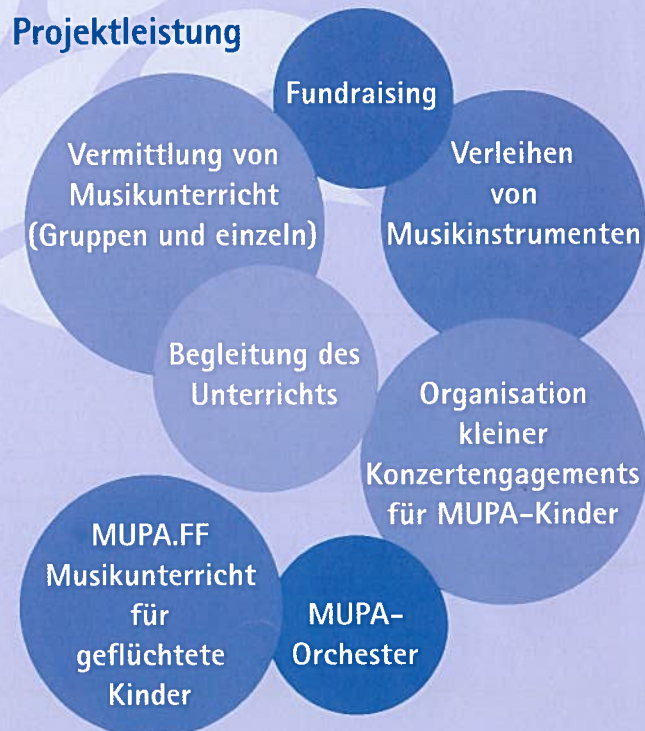 Projektleistung
Fundraising
Vermittlung von
Musikunterricht
(Gruppen und einzeln)
Verleihen
von
Musikinstrumenten
Begleitung des
Unterrichts
Organisation
kleiner
Konzertengagements
für MUPA-Kinder
MUPA.FF
Musikunterricht
für
geflüchtete
Kinder
MUPA-
Orchester